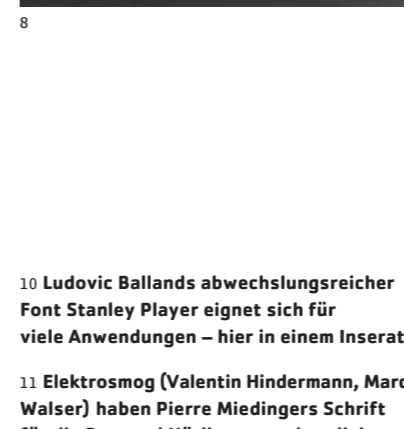 8
10 Ludovic Ballands abwechslungsreicher
Font Stanley Player eignet sich für
viele Anwendungen – hier in einem Inserat
11 Elektrosmog (Valentin Hindermann, Marc
Walser) haben Pierre Miedingers Schrift